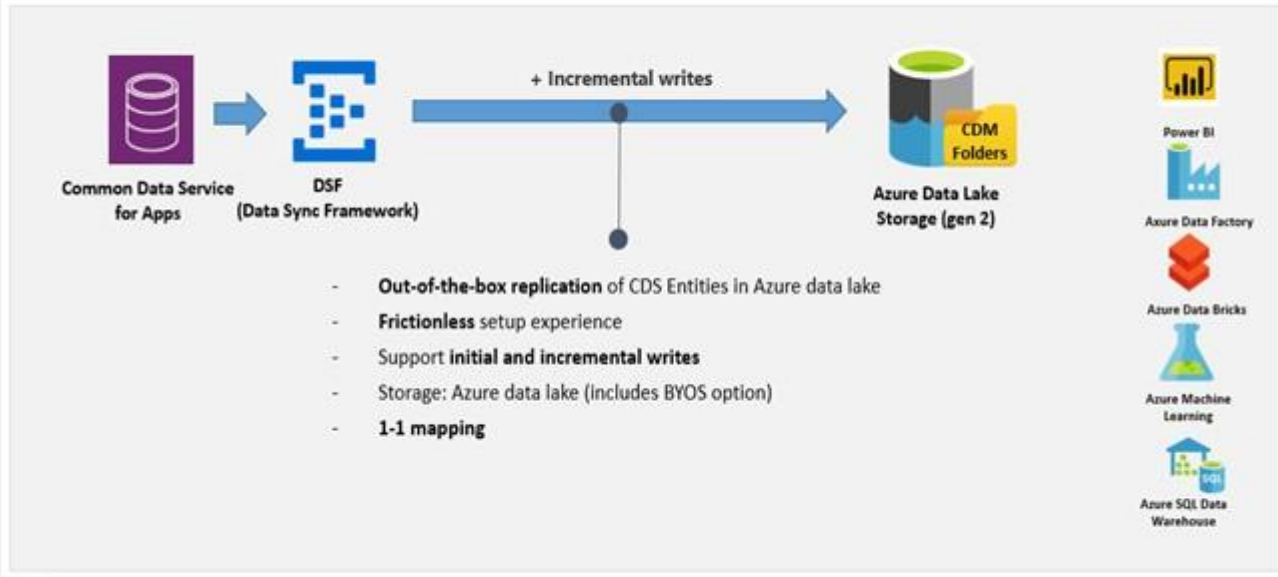 + Incremental writes
CDM
Folders
Common Data Service
for Apps
DSF
(Data Sync Framework)
Azure Data Lake
Storage (gen 2)
- Out-of-the-box replication of CDS Entities in Azure data lake
- Frictionless setup experience
- Support initial and incremental writes
- Storage: Azure data lake (includes BYOS option)
- 1-1 mapping
Power BI
Axure Data Factory
Azure Data Bricks
Azure Machine
Learning
SQL
Azure SQL Data
Warehouse